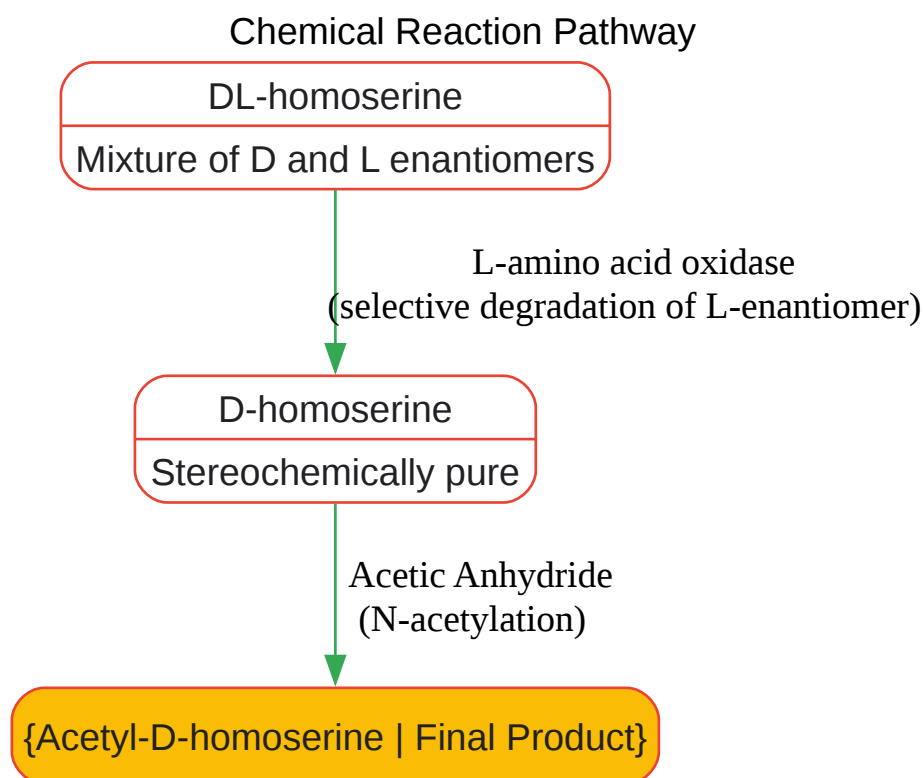 Chemical Reaction Pathway
DL-homoserine
Mixture of D and L enantiomers
L-amino acid oxidase
(selective degradation of L-enantiomer)
D-homoserine
Stereochemically pure
Acetic Anhydride
(N-acetylation)
{Acetyl-D-homoserine | Final Product}